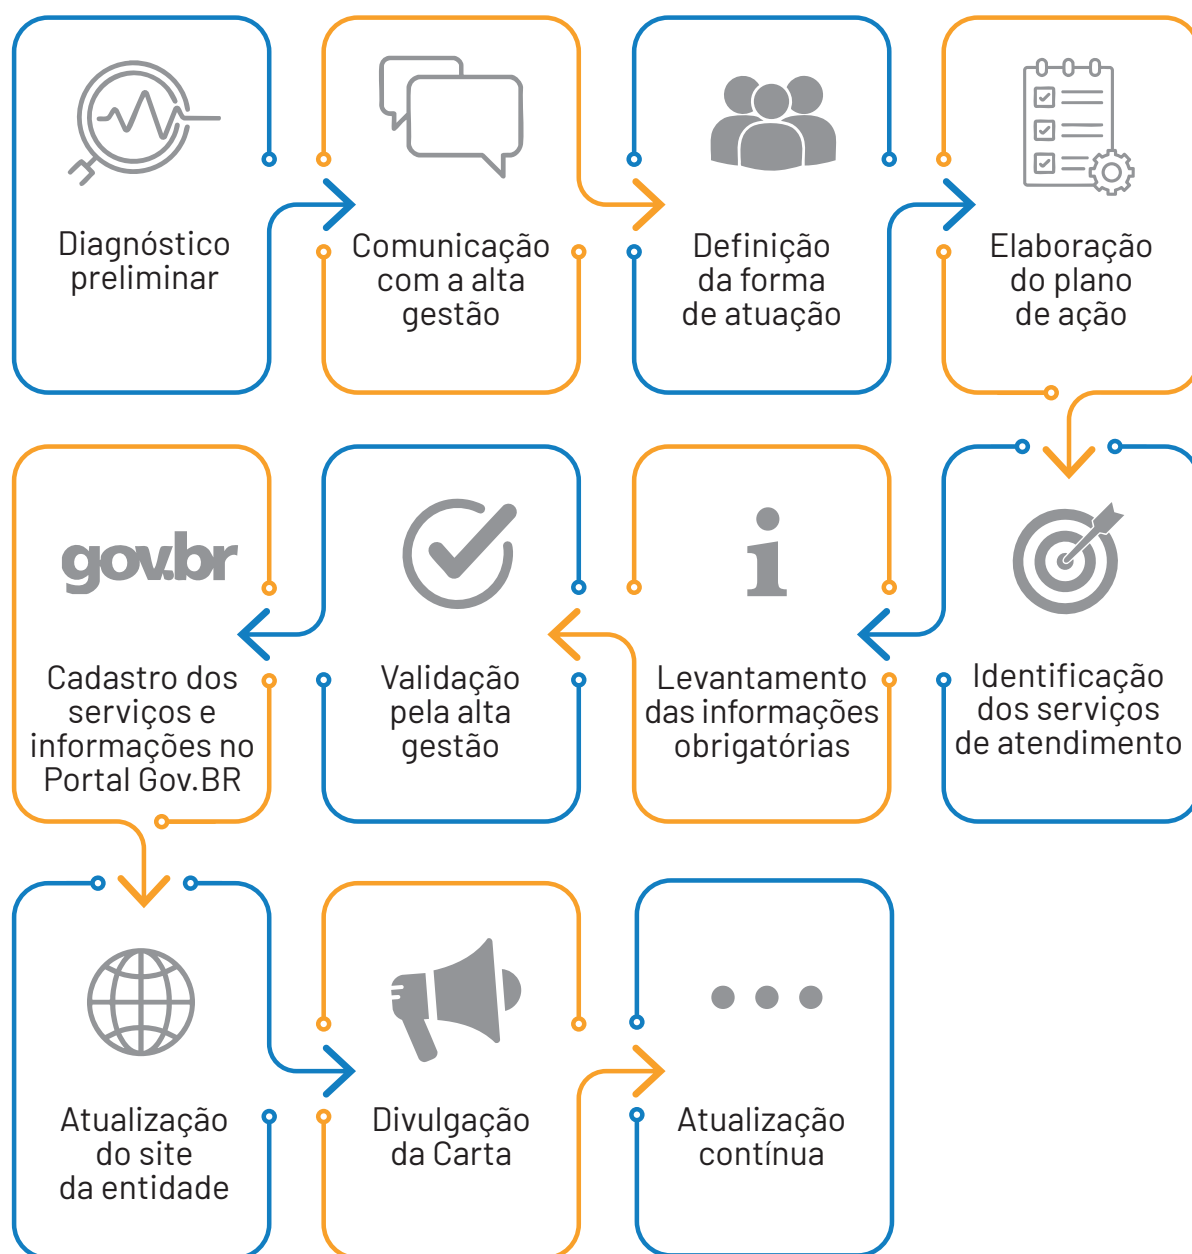 Diagnóstico
preliminar
Comunicação
com a alta
gestão
Definição
da forma
de atuação
Elaboração
do plano
de ação
Identificação
dos serviços
de atendimento
Levantamento
das informações
obrigatórias
Validação
pela alta
gestão
gov.br
Cadastro dos
serviços e
informações no
Portal Gov.BR
Atualização
do site
da entidade
Divulgação
da Carta
Atualização
contínua